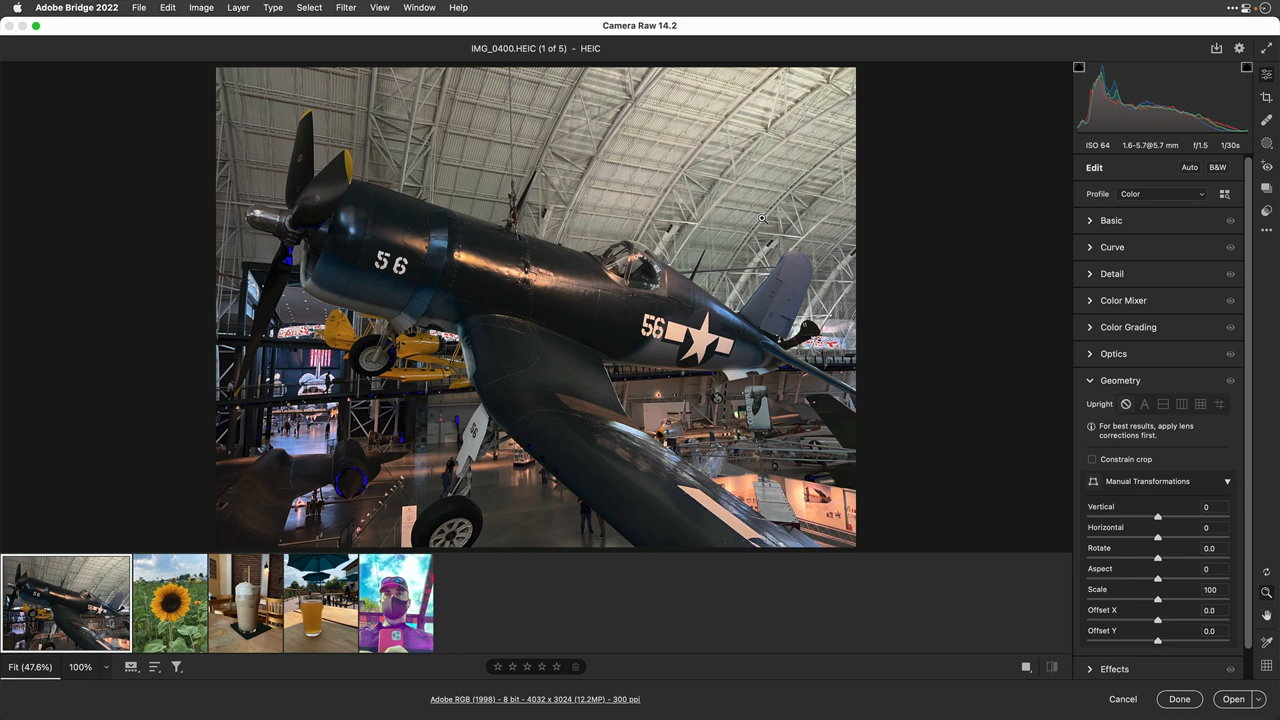 Adobe Bridge 2022 File Edit Image Layer Type Select Filter View Window Help
Camera Raw 14.2
IMG_0400.HEIC (1 of 5) - HEIC
ISO 64 1.6-5.7@5.7 mm f/1.5 1/30s
Edit Auto B&W
Profile Color
Basic
Curve
Detail
Color Mixer
Color Grading
Optics
Geometry
Upright A
For best results, apply lens
corrections first.
Constrain crop
Manual Transformations
Vertical 0
Horizontal 0
Rotate 0.0
Aspect 0
Scale 100
Offset X 0.0
Offset Y 0.0
Effects
56
56
56
Fit (47.6%) 100%
Adobe RGB (1998) - 8 bit - 4032 x 3024 (12.2MP) - 300 ppi
Cancel Done Open